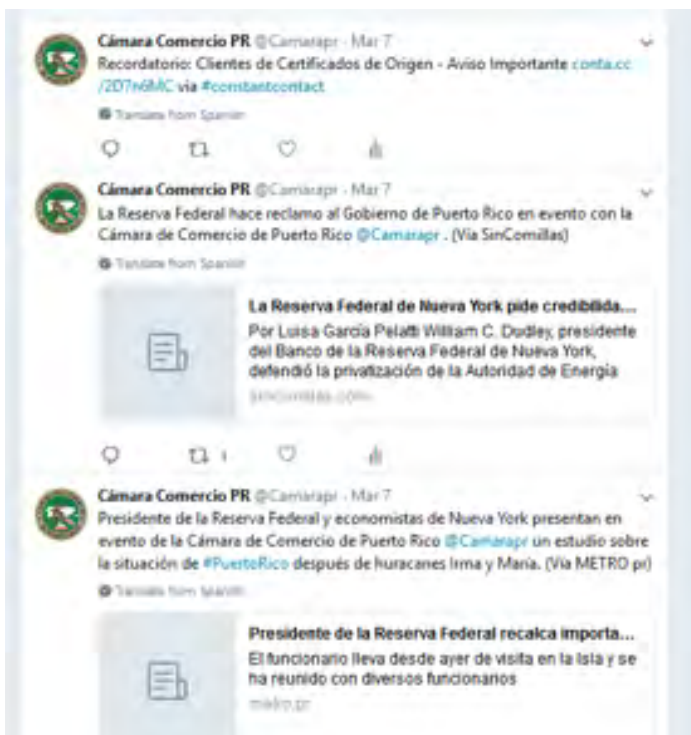 Cámara Comercio PR @Camarapr · Mar 7
Recordatorio: Clientes de Certificados de Origen - Aviso Importante conta.cc
/2D7n6MC via #constantcontact
Translate from Spanish
Cámara Comercio PR @Camarapr · Mar 7
La Reserva Federal hace reclamo al Gobierno de Puerto Rico en evento con la
Cámara de Comercio de Puerto Rico @Camarapr . (Via SinComillas)
Translate from Spanish
La Reserva Federal de Nueva York pide credibilida...
Por Luisa García Pelatti William C. Dudley, presidente
del Banco de la Reserva Federal de Nueva York,
defendió la privatización de la Autoridad de Energía
sincomillas.com
Cámara Comercio PR @Camarapr · Mar 7
Presidente de la Reserva Federal y economistas de Nueva York presentan en
evento de la Cámara de Comercio de Puerto Rico @Camarapr un estudio sobre
la situación de #PuertoRico después de huracanes Irma y María. (Vía METRO pr)
Translate from Spanish
Presidente de la Reserva Federal recalca importa...
El funcionario lleva desde ayer de visita en la Isla y se
ha reunido con diversos funcionarios
metro.pr